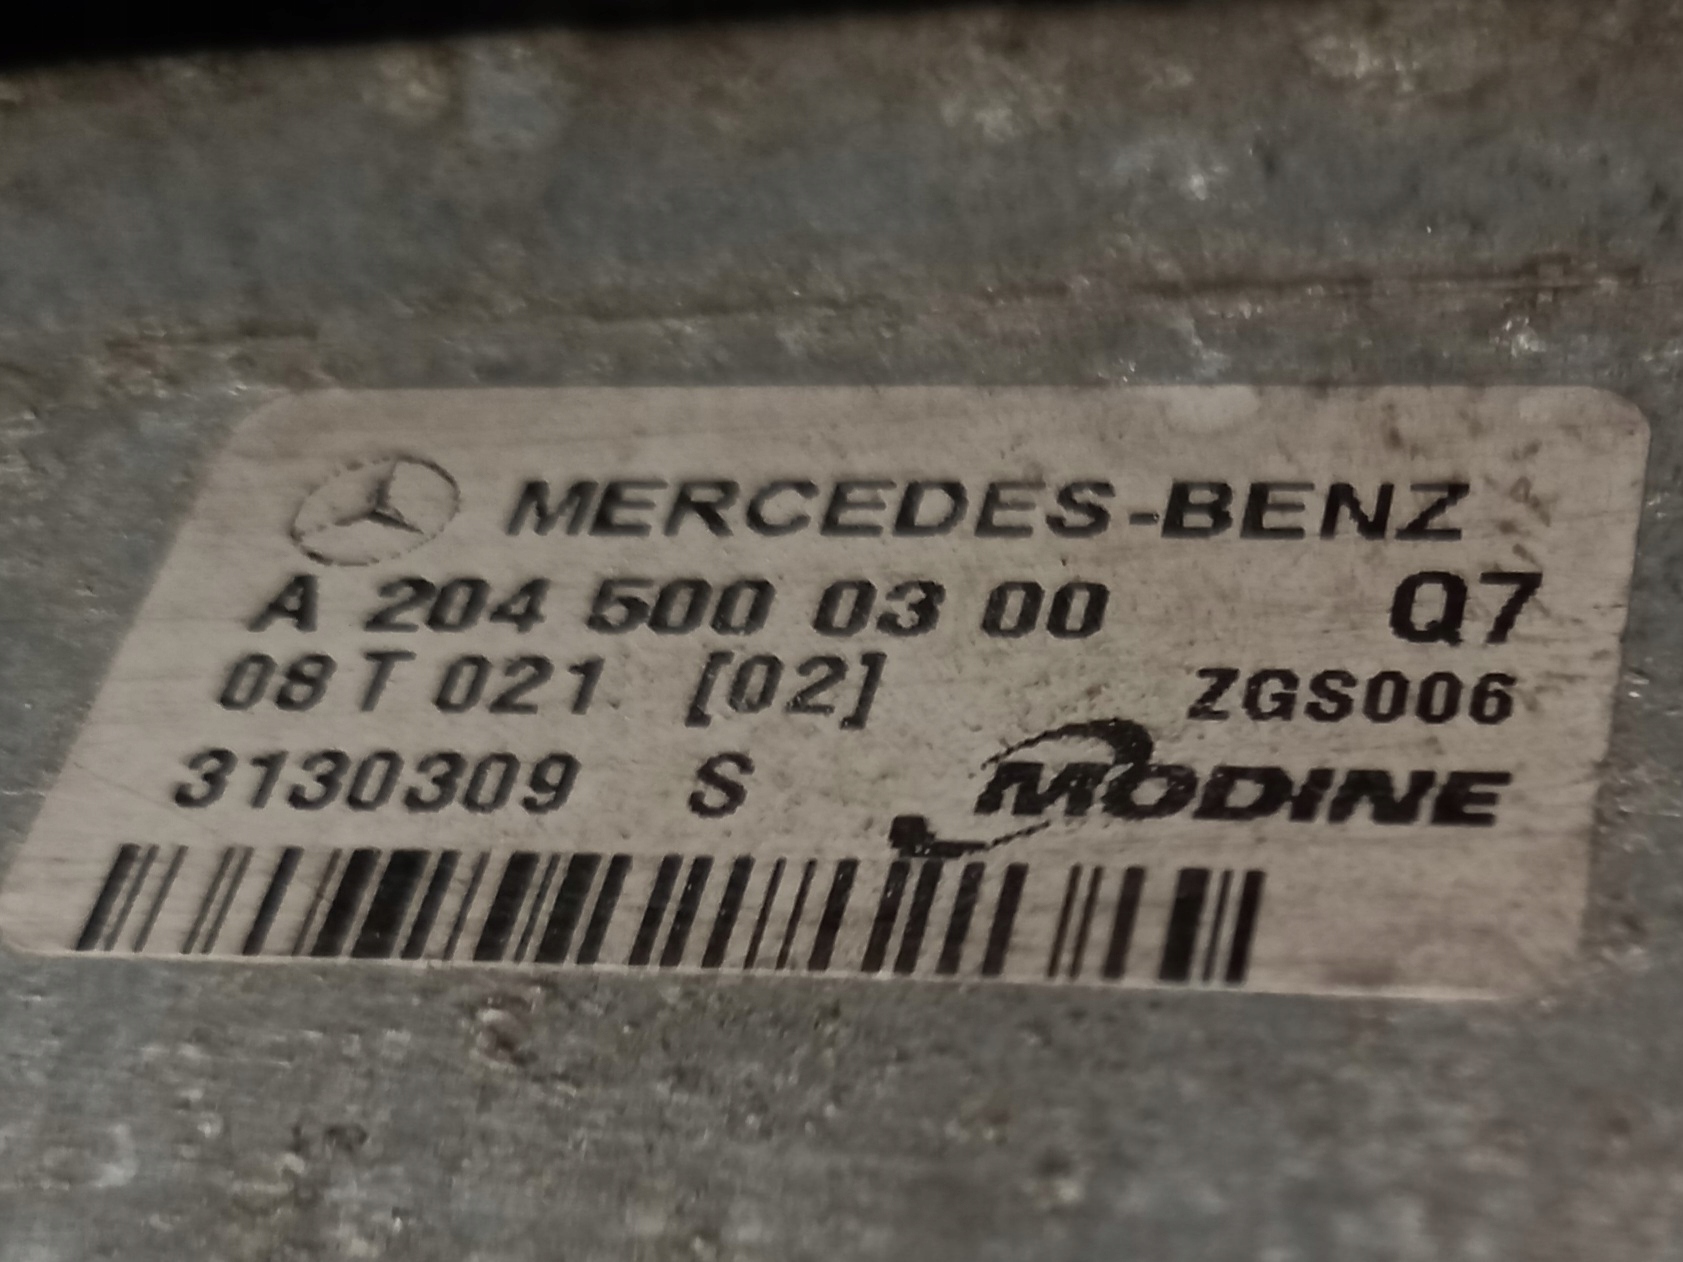 MERCEDES-BENZ
A 204 500 03 00 Q7
08 T 021 [02] ZGS006
3130309 S MODINE